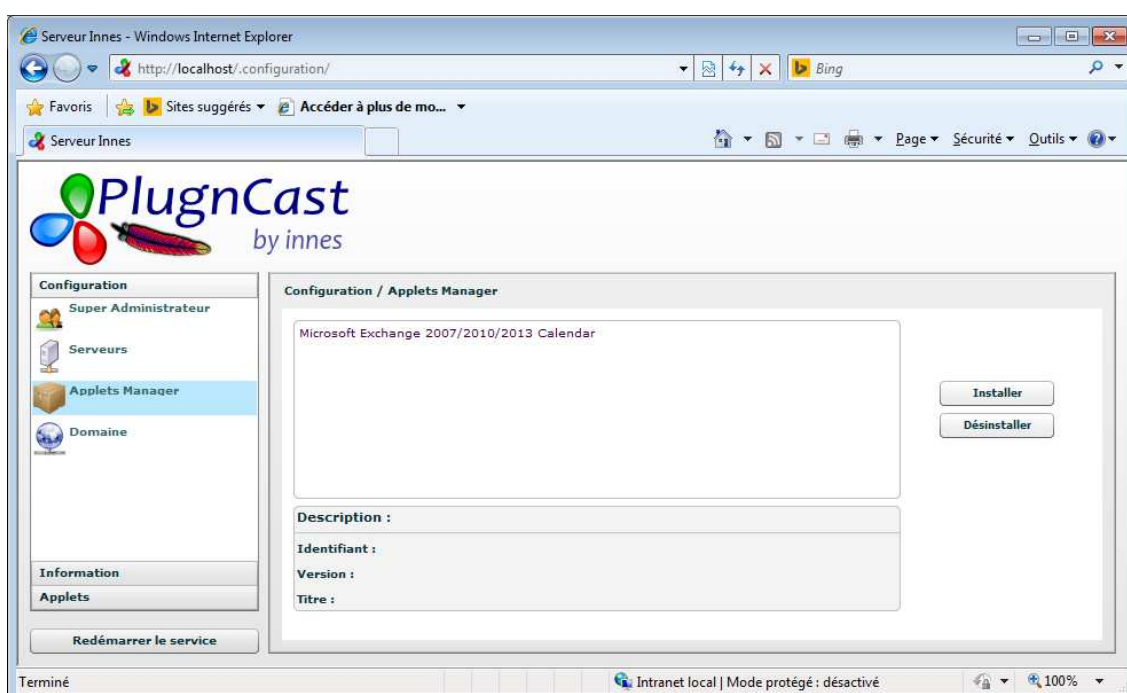 Serveur Innes - Windows Internet Explorer
http://localhost/.configuration/
Bing
Favoris Sites suggérés Accéder à plus de mo...
Serveur Innes
Page Sécurité Outils
PlugnCast
by innes
Configuration
Super Administrateur
Serveurs
Applets Manager
Domaine
Information
Applets
Redémarrer le service
Configuration / Applets Manager
Microsoft Exchange 2007/2010/2013 Calendar
Installer
Désinstaller
Description :
Identifiant :
Version :
Titre :
Terminé
Intranet local | Mode protégé : désactivé
100%